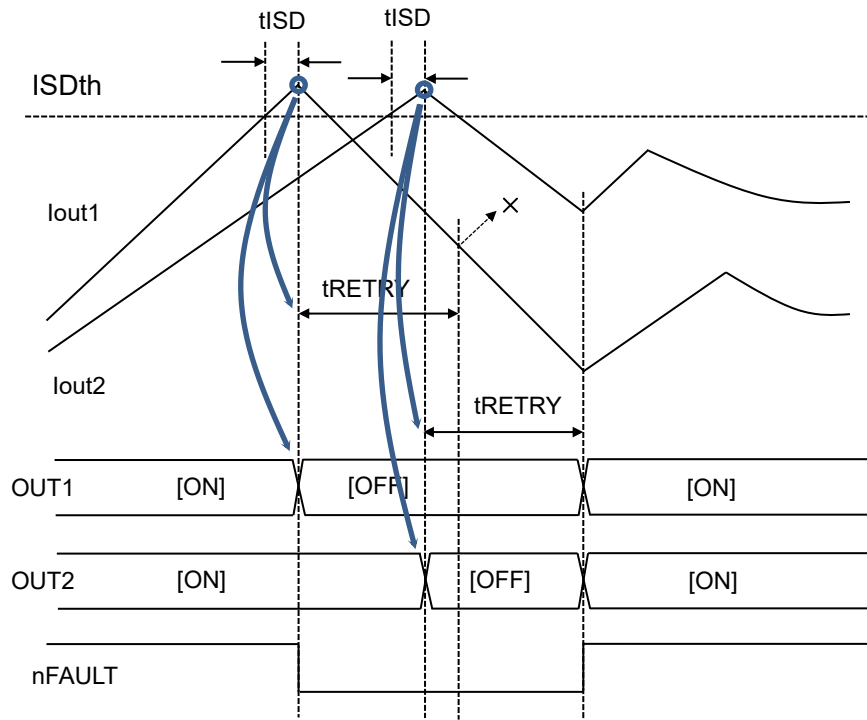 tISD
tISD
ISDth
Iout1
tRETRY
Iout2
tRETRY
OUT1
[ON]
[OFF]
[ON]
OUT2
[ON]
[OFF]
[ON]
nFAULT